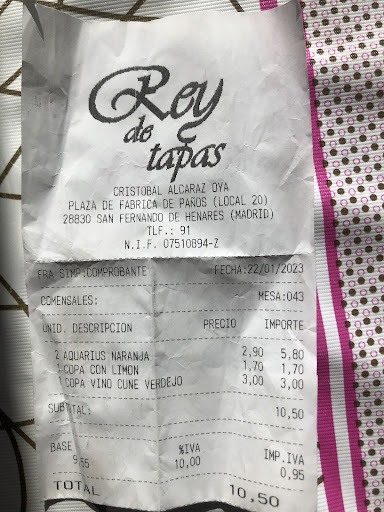 Rey
de
tapas
CRISTOBAL ALCARAZ OYA
PLAZA DE FABRICA DE PAÑOS (LOCAL 20)
28830 SAN FERNANDO DE HENARES (MADRID)
TLF.: 91
N.I.F. 07510894-Z
FRA SIMP.COMPROBANTE FECHA:22/01/2023
COMENSALES: MESA:043
UNID. DESCRIPCION PRECIO IMPORTE
2 AQUARIUS NARANJA 2,90 5,80
1 COPA CON LIMON 1,70 1,70
1 COPA VINO CUNE VERDEJO 3,00 3,00
SUBTOTAL: 10,50
BASE %IVA IMP.IVA
9,55 10,00 0,95
TOTAL 10,50